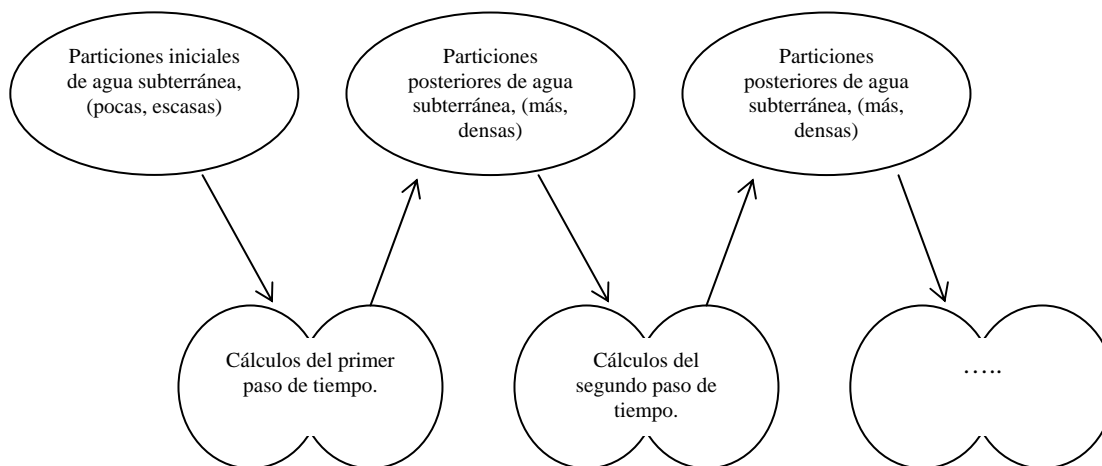 Particiones iniciales
de agua subterránea,
(pocas, escasas)
Particiones
posteriores de agua
subterránea, (más,
densas)
Particiones
posteriores de agua
subterránea, (más,
densas)
Cálculos del primer
paso de tiempo.
Cálculos del
segundo paso de
tiempo.
…..